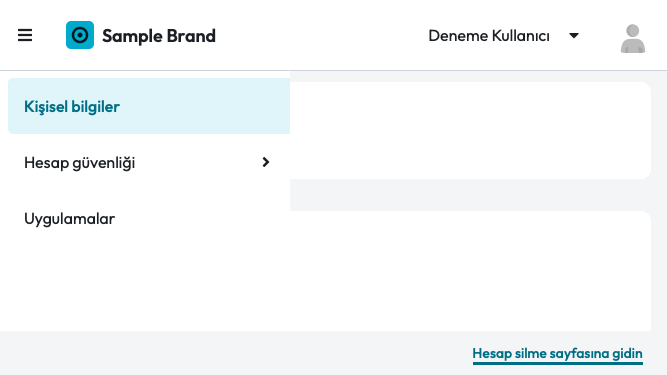 Sample Brand
Deneme Kullanıcı
Kişisel bilgiler
Hesap güvenliği
Uygulamalar
Hesap silme sayfasına gidin